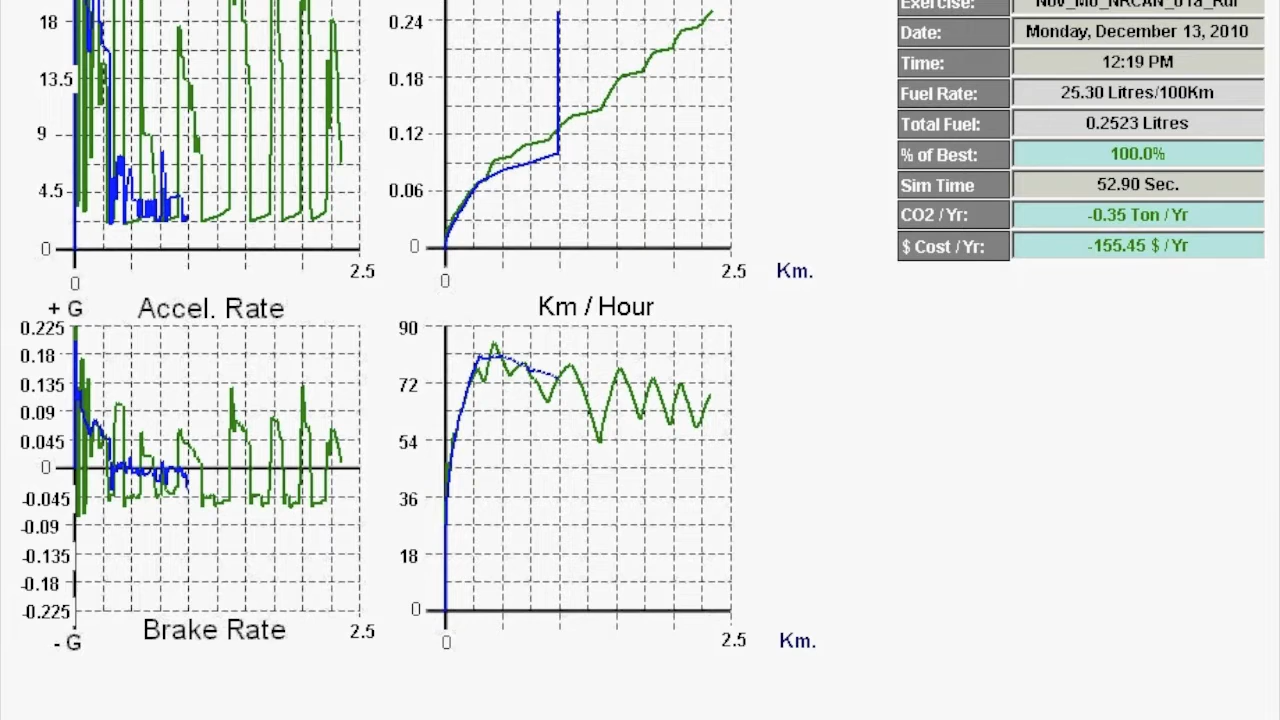 18
13.5
9
4.5
0
0
2.5
0.24
0.18
0.12
0.06
0
0
2.5
Km.
Exercise:
Date: Monday, December 13, 2010
Time: 12:19 PM
Fuel Rate: 25.30 Litres/100Km
Total Fuel: 0.2523 Litres
% of Best: 100.0%
Sim Time 52.90 Sec.
CO2 / Yr: -0.35 Ton / Yr
$ Cost / Yr: -155.45 $ / Yr
+ G
Accel. Rate
0.225
0.18
0.135
0.09
0.045
0
-0.045
-0.09
-0.135
-0.18
-0.225
- G
Brake Rate
2.5
Km / Hour
90
72
54
36
18
0
0
2.5
Km.